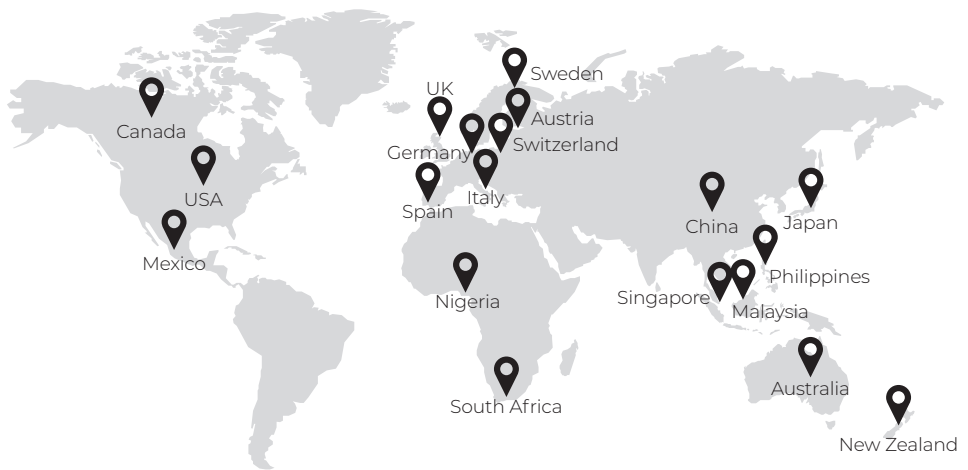 Sweden
UK
Canada
Austria
Switzerland
Germany
USA
Italy
Spain
China
Japan
Mexico
Philippines
Singapore
Nigeria
Malaysia
Australia
South Africa
New Zealand